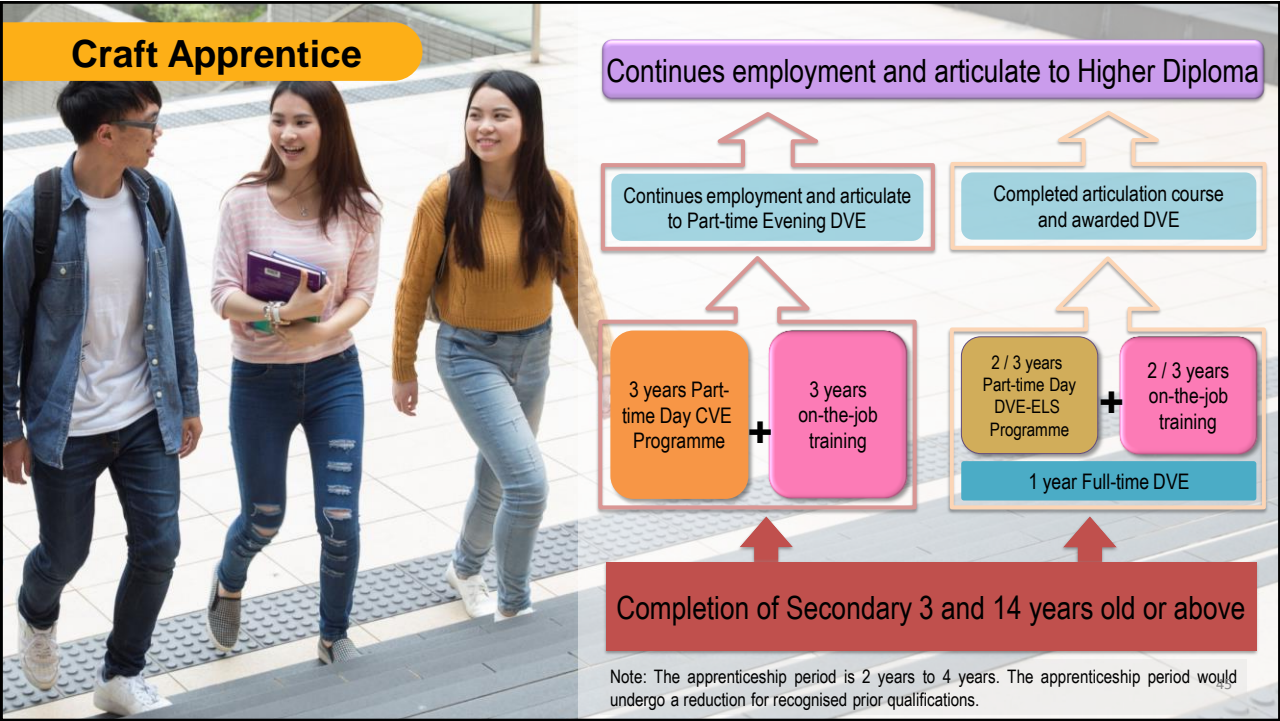 Craft Apprentice
Continues employment and articulate to Higher Diploma
Continues employment and articulate
to Part-time Evening DVE
Completed articulation course
and awarded DVE
3 years Part-
time Day CVE
Programme
+
3 years
on-the-job
training
2 / 3 years
Part-time Day
DVE-ELS
Programme
+
2 / 3 years
on-the-job
training
1 year Full-time DVE
Completion of Secondary 3 and 14 years old or above
Note: The apprenticeship period is 2 years to 4 years. The apprenticeship period would
undergo a reduction for recognised prior qualifications.
45